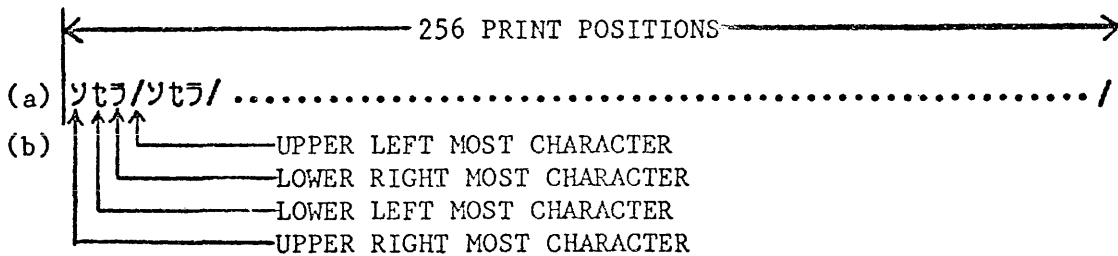 256 PRINT POSITIONS
(a) ソセラ/ソセラ/ ................................................ /
(b) UPPER LEFT MOST CHARACTER
LOWER RIGHT MOST CHARACTER
LOWER LEFT MOST CHARACTER
UPPER RIGHT MOST CHARACTER